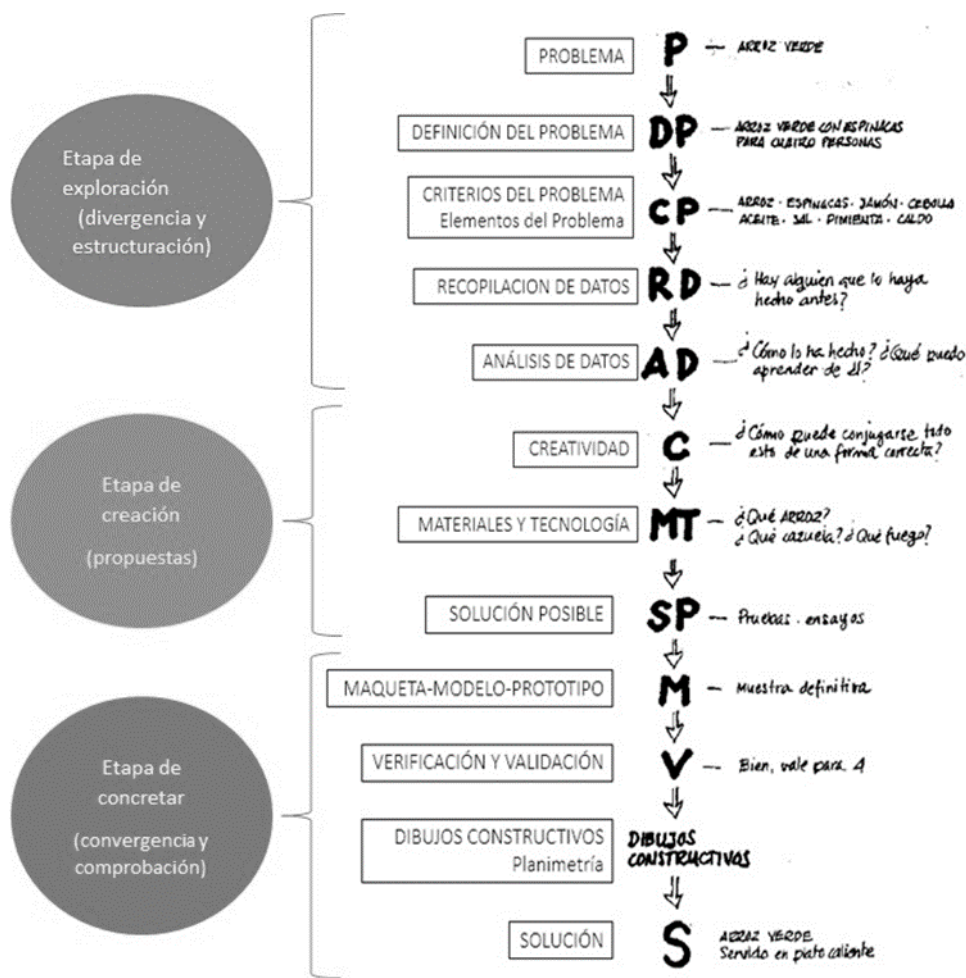 Etapa de
exploración
(divergencia y
estructuración)
PROBLEMA
P
ARROZ VERDE
DEFINICIÓN DEL PROBLEMA
DP
ARROZ VERDE CON ESPINACAS
PARA CUATRO PERSONAS
CRITERIOS DEL PROBLEMA
Elementos del Problema
CP
ARROZ · ESPINACAS · JAMÓN · CEBOLLA
ACEITE · SAL · PIMIENTA · CALDO
RECOPILACION DE DATOS
RD
¿Hay alguien que lo haya
hecho antes?
ANÁLISIS DE DATOS
AD
¿Cómo lo ha hecho? ¿Qué puedo
aprender de él?
Etapa de
creación
(propuestas)
CREATIVIDAD
C
¿Cómo puede conjugarse todo
esto de una forma correcta?
MATERIALES Y TECNOLOGÍA
MT
¿Qué ARROZ?
¿Qué cazuela? ¿Qué fuego?
SOLUCIÓN POSIBLE
SP
Pruebas · ensayos
Etapa de
concretar
(convergencia y
comprobación)
MAQUETA-MODELO-PROTOTIPO
M
Muestra definitiva
VERIFICACIÓN Y VALIDACIÓN
V
Bien, vale para 4
DIBUJOS CONSTRUCTIVOS
Planimetría
DIBUJOS
CONSTRUCTIVOS
SOLUCIÓN
S
ARROZ VERDE
Servido en plato caliente